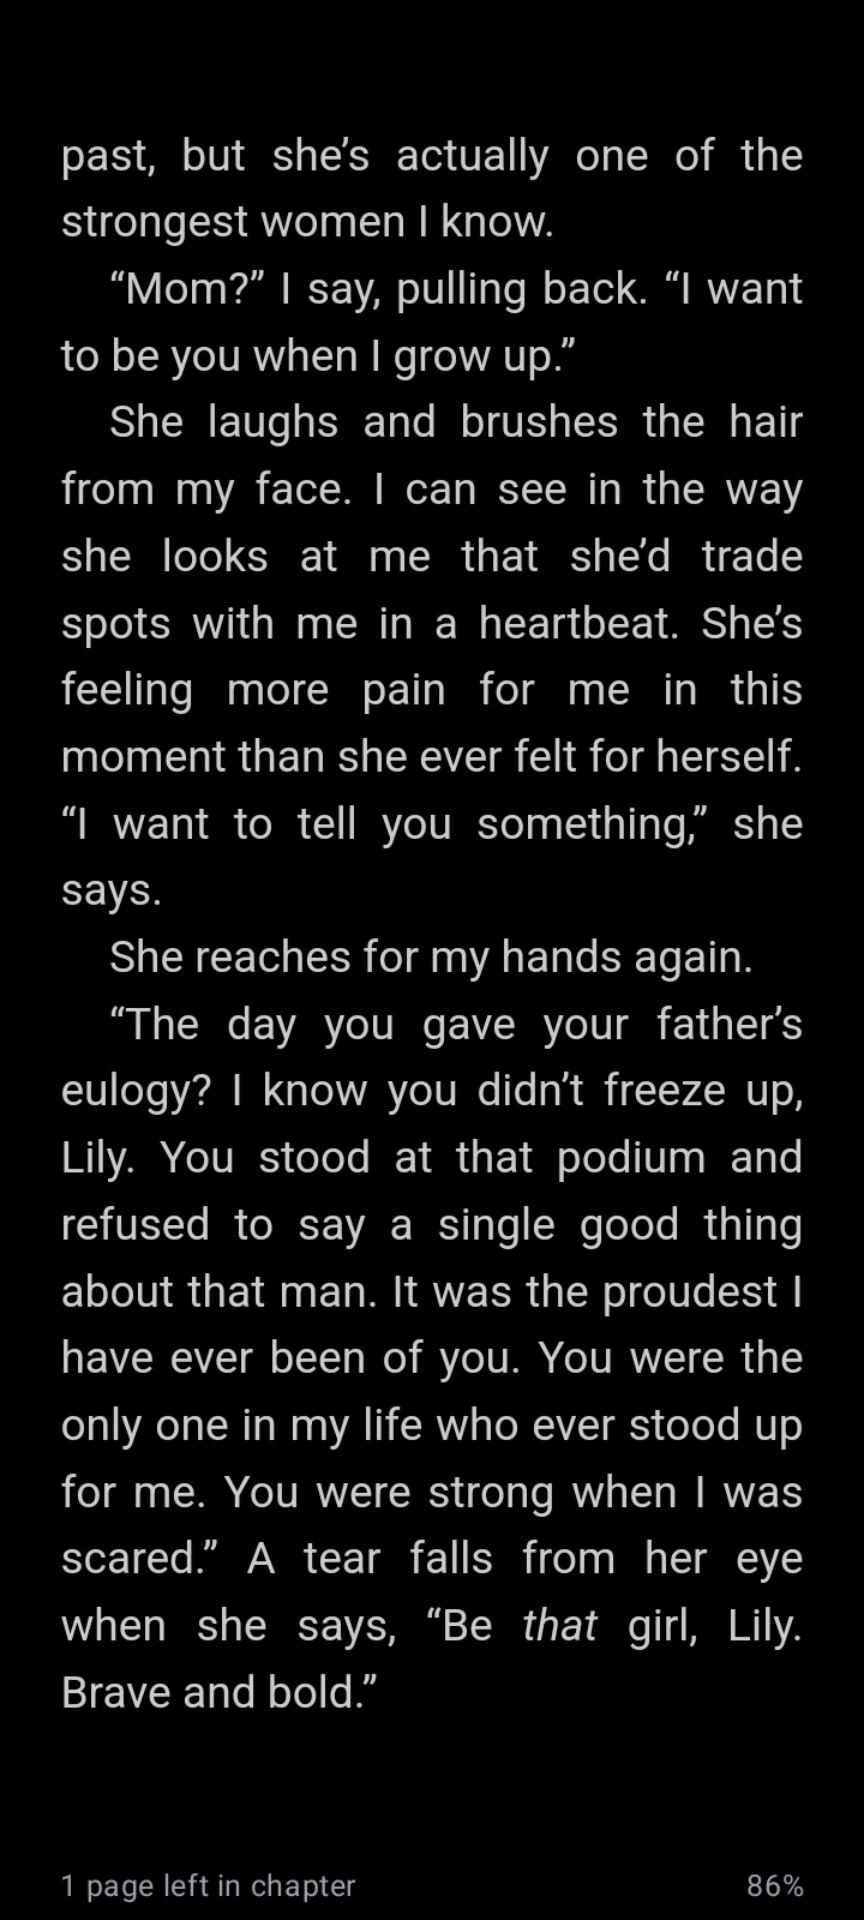 past, but she’s actually one of the
strongest women I know.
“Mom?” I say, pulling back. “I want
to be you when I grow up.”
She laughs and brushes the hair
from my face. I can see in the way
she looks at me that she’d trade
spots with me in a heartbeat. She’s
feeling more pain for me in this
moment than she ever felt for herself.
“I want to tell you something,” she
says.
She reaches for my hands again.
“The day you gave your father’s
eulogy? I know you didn’t freeze up,
Lily. You stood at that podium and
refused to say a single good thing
about that man. It was the proudest I
have ever been of you. You were the
only one in my life who ever stood up
for me. You were strong when I was
scared.” A tear falls from her eye
when she says, “Be that girl, Lily.
Brave and bold.”
1 page left in chapter 86%